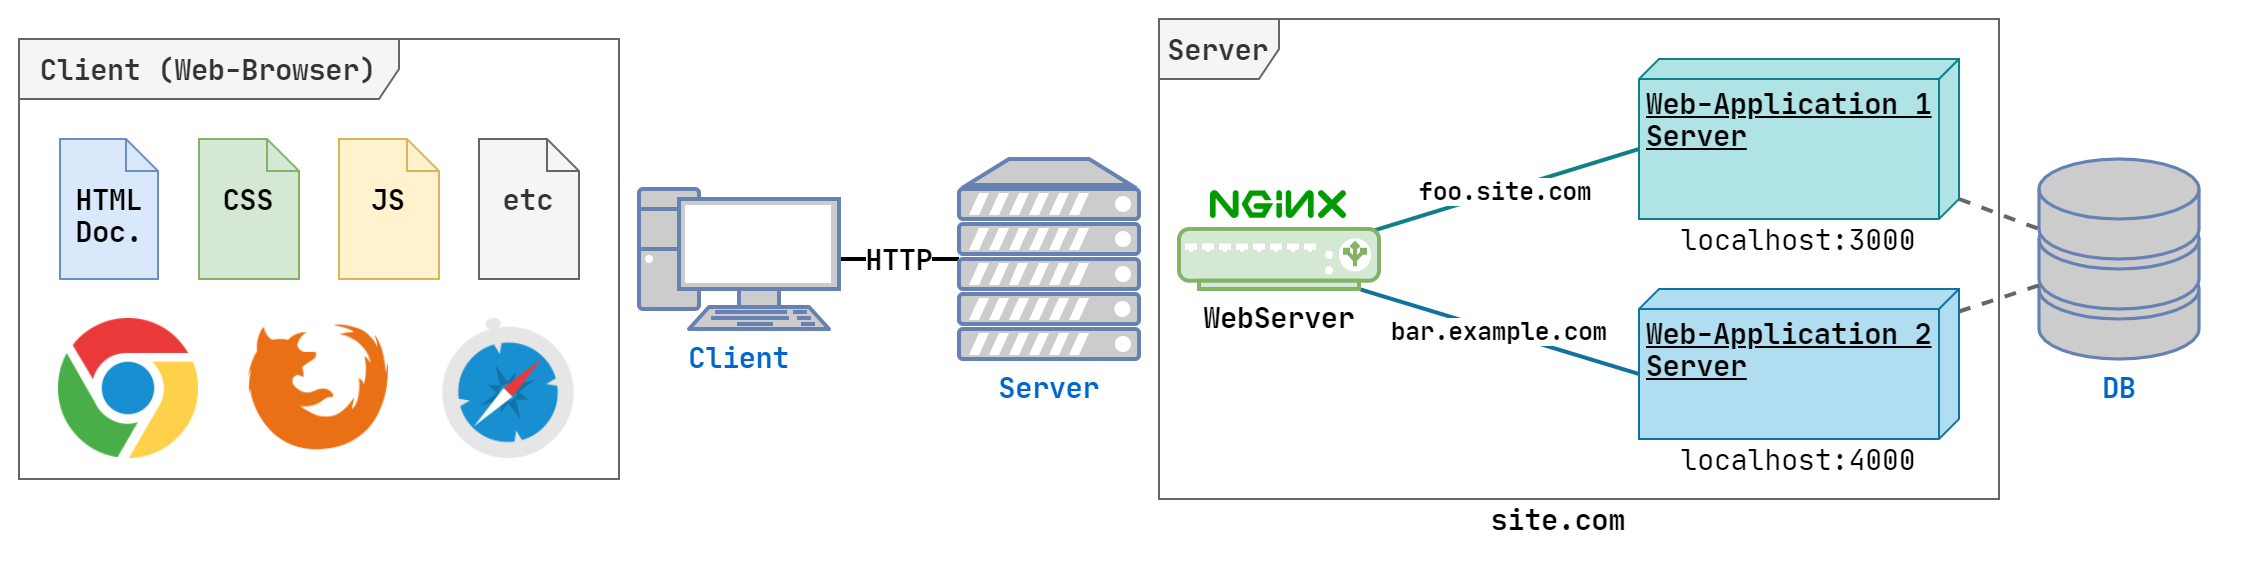 Client (Web-Browser)
HTML
Doc.
CSS
JS
etc
Client
HTTP
Server
Server
NGINX
WebServer
foo.site.com
bar.example.com
Web-Application 1
Server
localhost:3000
Web-Application 2
Server
localhost:4000
site.com
DB